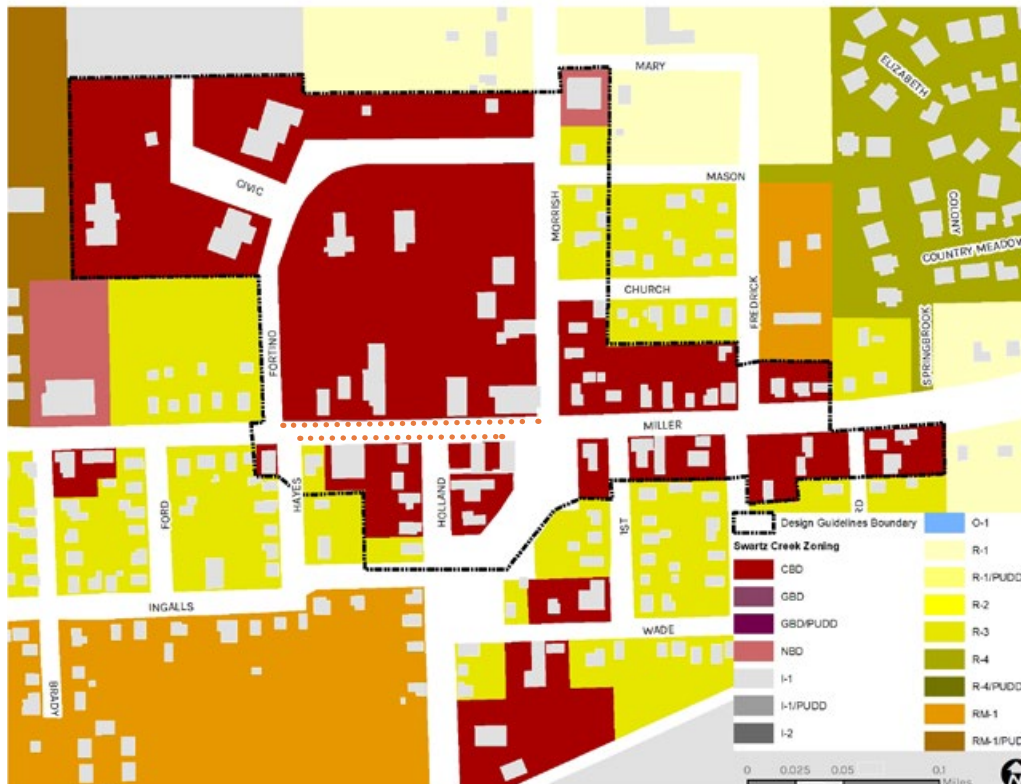 MARY
ELIZABETH
CIVIC
MASON
MORRISH
COLONY
COUNTRY MEADOW
CHURCH
FREDRICK
FORTINO
SPRINGBROOK
MILLER
HAYES
HOLLAND
FORD
1ST
RD
INGALLS
WADE
BRADY
Design Guidelines Boundary
Swartz Creek Zoning
CBD
GBD
GBD/PUDD
NBD
I-1
I-1/PUDD
I-2
O-1
R-1
R-1/PUDD
R-2
R-3
R-4
R-4/PUDD
RM-1
RM-1/PUD
0 0.025 0.05 0.1
Miles